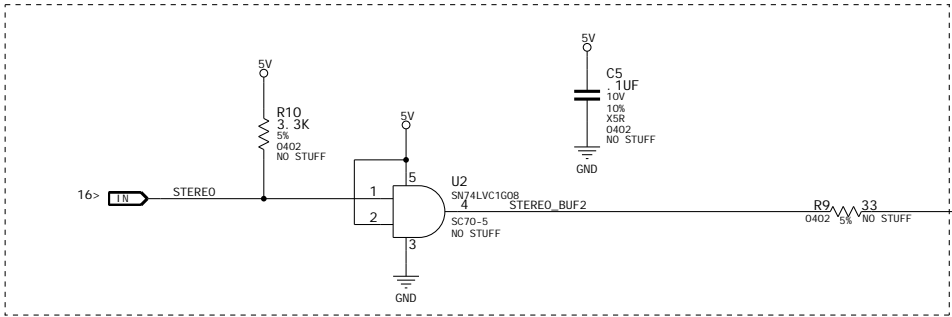 5V
C5
.1UF
10V
10%
X5R
0402
NO STUFF
GND
5V
R10
3.3K
5%
0402
NO STUFF
5V
5
U2
SN74LVC1G08
16> IN STEREO
1
2
4
STEREO_BUF2
SC70-5
NO STUFF
3
GND
R9 33
0402 5% NO STUFF